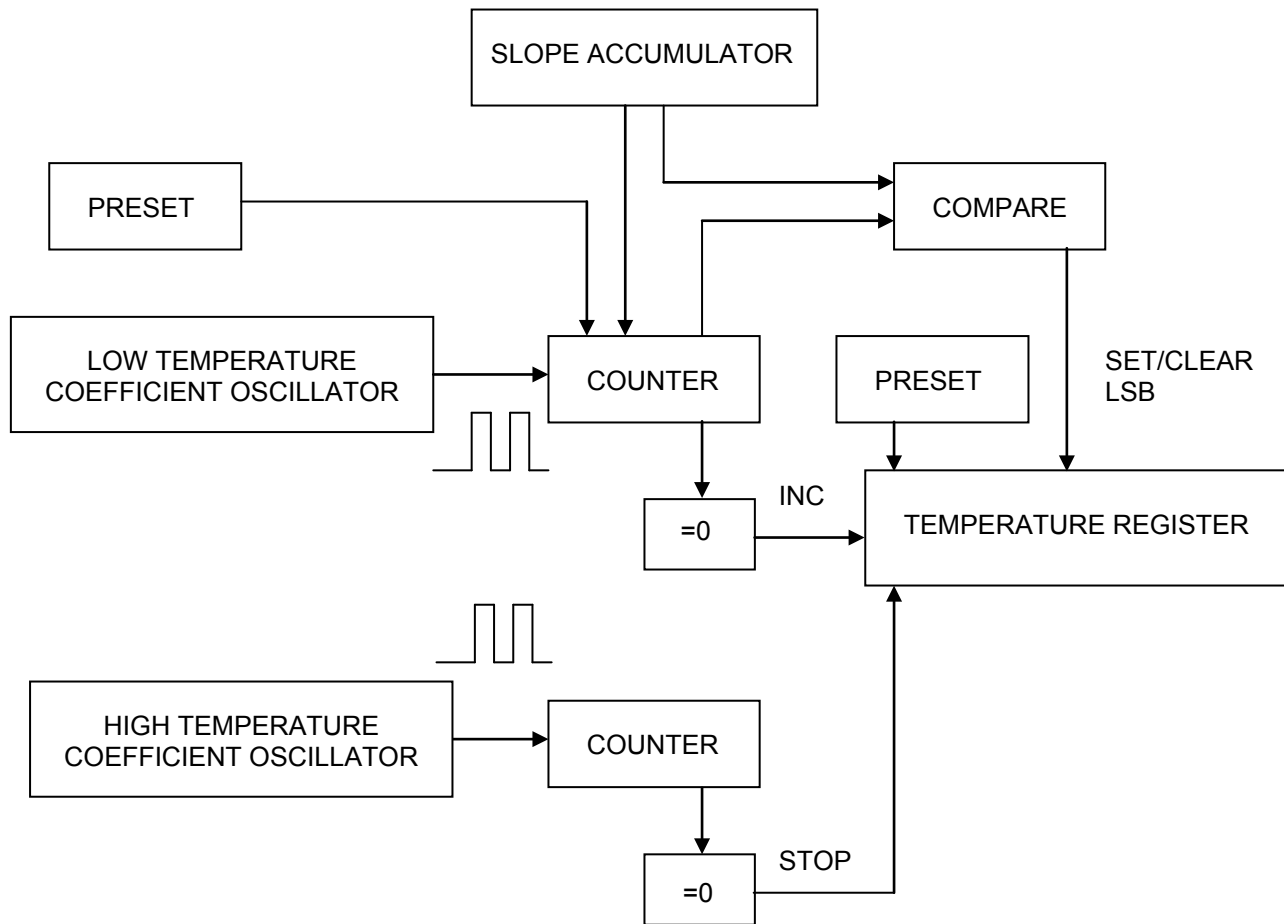 SLOPE ACCUMULATOR
PRESET
COMPARE
LOW TEMPERATURE
COEFFICIENT OSCILLATOR
COUNTER
PRESET
SET/CLEAR
LSB
=0
INC
TEMPERATURE REGISTER
HIGH TEMPERATURE
COEFFICIENT OSCILLATOR
COUNTER
=0
STOP